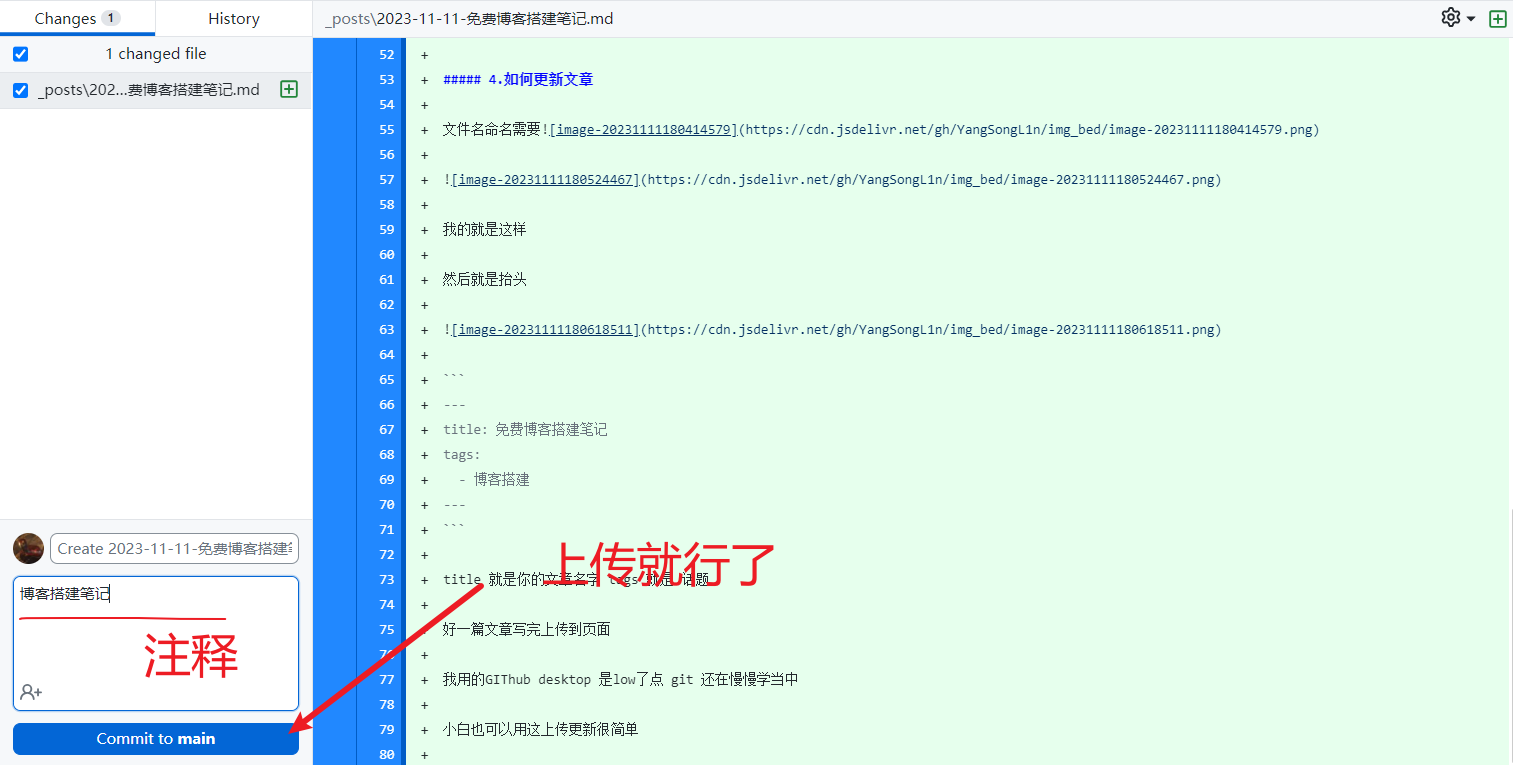 Changes 1
History
_posts\2023-11-11-免费博客搭建笔记.md
1 changed file
_posts\202...费博客搭建笔记.md
52 +
53 + ##### 4.如何更新文章
54 +
55 + 文件名命名需要![image-20231111180414579](https://cdn.jsdelivr.net/gh/YangSongL1n/img_bed/image-20231111180414579.png)
56 +
57 + ![image-20231111180524467](https://cdn.jsdelivr.net/gh/YangSongL1n/img_bed/image-20231111180524467.png)
58 +
59 + 我的就是这样
60 +
61 + 然后就是抬头
62 +
63 + ![image-20231111180618511](https://cdn.jsdelivr.net/gh/YangSongL1n/img_bed/image-20231111180618511.png)
64 +
65 + ```
66 + ---
67 + title: 免费博客搭建笔记
68 + tags:
69 + - 博客搭建
70 + ---
71 + ```
72 +
上传就行了
73 + title 就是你的文章名字 tags 就是 话题
74 +
75 + 好一篇文章写完上传到页面
76 +
77 + 我用的GIThub desktop 是low了点 git 还在慢慢学当中
78 +
79 + 小白也可以用这上传更新很简单
80 +
Create 2023-11-11-免费博客搭建笔
博客搭建笔记
注释
Commit to main